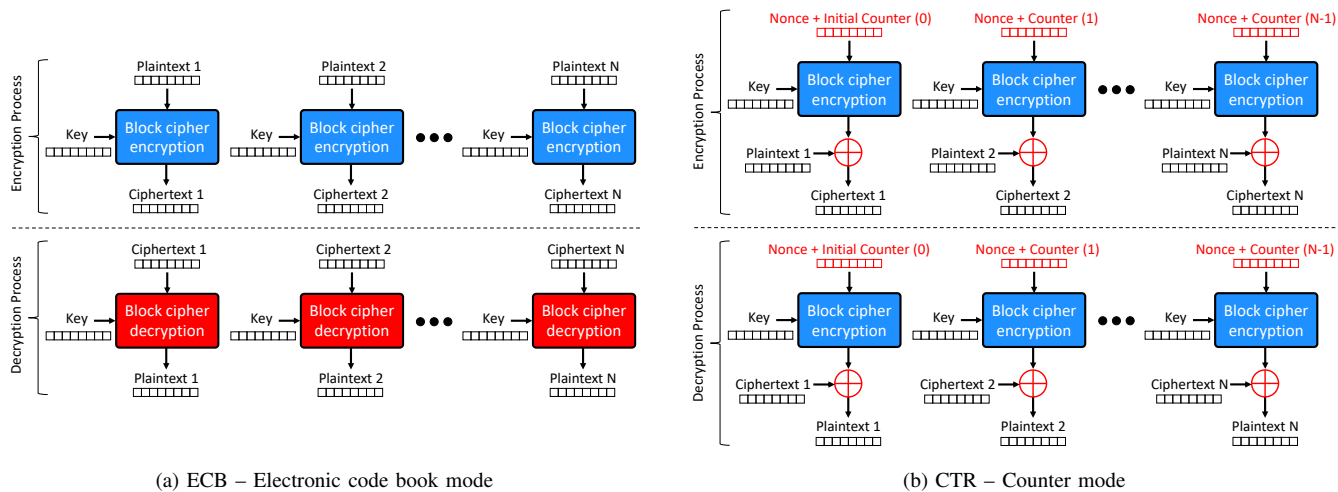 Encryption Process
Plaintext 1
Plaintext 2
Plaintext N
Key
Block cipher
encryption
Key
Block cipher
encryption
Key
Block cipher
encryption
Ciphertext 1
Ciphertext 2
Ciphertext N
Decryption Process
Ciphertext 1
Ciphertext 2
Ciphertext N
Key
Block cipher
decryption
Key
Block cipher
decryption
Key
Block cipher
decryption
Plaintext 1
Plaintext 2
Plaintext N
(a) ECB – Electronic code book mode
Encryption Process
Nonce + Initial Counter (0)
Nonce + Counter (1)
Nonce + Counter (N-1)
Key
Block cipher
encryption
Key
Block cipher
encryption
Key
Block cipher
encryption
Plaintext 1
Plaintext 2
Plaintext N
Ciphertext 1
Ciphertext 2
Ciphertext N
Decryption Process
Nonce + Initial Counter (0)
Nonce + Counter (1)
Nonce + Counter (N-1)
Key
Block cipher
encryption
Key
Block cipher
encryption
Key
Block cipher
encryption
Ciphertext 1
Ciphertext 2
Ciphertext N
Plaintext 1
Plaintext 2
Plaintext N
(b) CTR – Counter mode